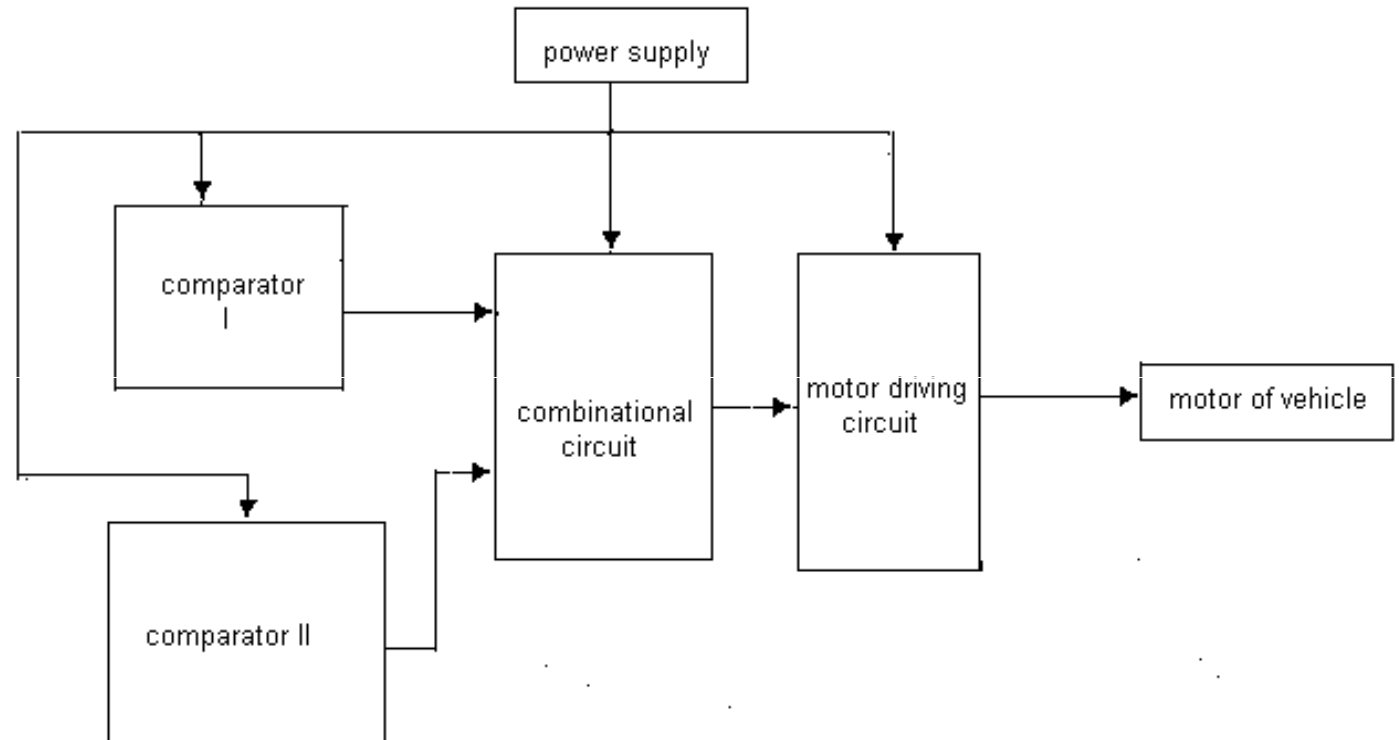 power supply
comparator
I
combinational
circuit
motor driving
circuit
motor of vehicle
comparator II